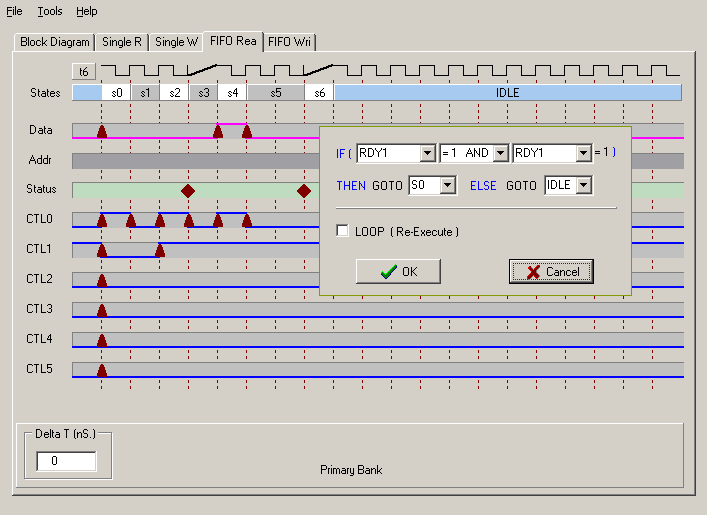 File Tools Help
Block Diagram Single R Single W FIFO Rea FIFO Wri
t6
States s0 s1 s2 s3 s4 s5 s6 IDLE
Data
Addr
Status
CTL0
CTL1
CTL2
CTL3
CTL4
CTL5
IF ( RDY1 = 1 AND RDY1 = 1 )
THEN GOTO S0 ELSE GOTO IDLE
LOOP ( Re-Execute )
OK Cancel
Delta T (nS.)
0
Primary Bank